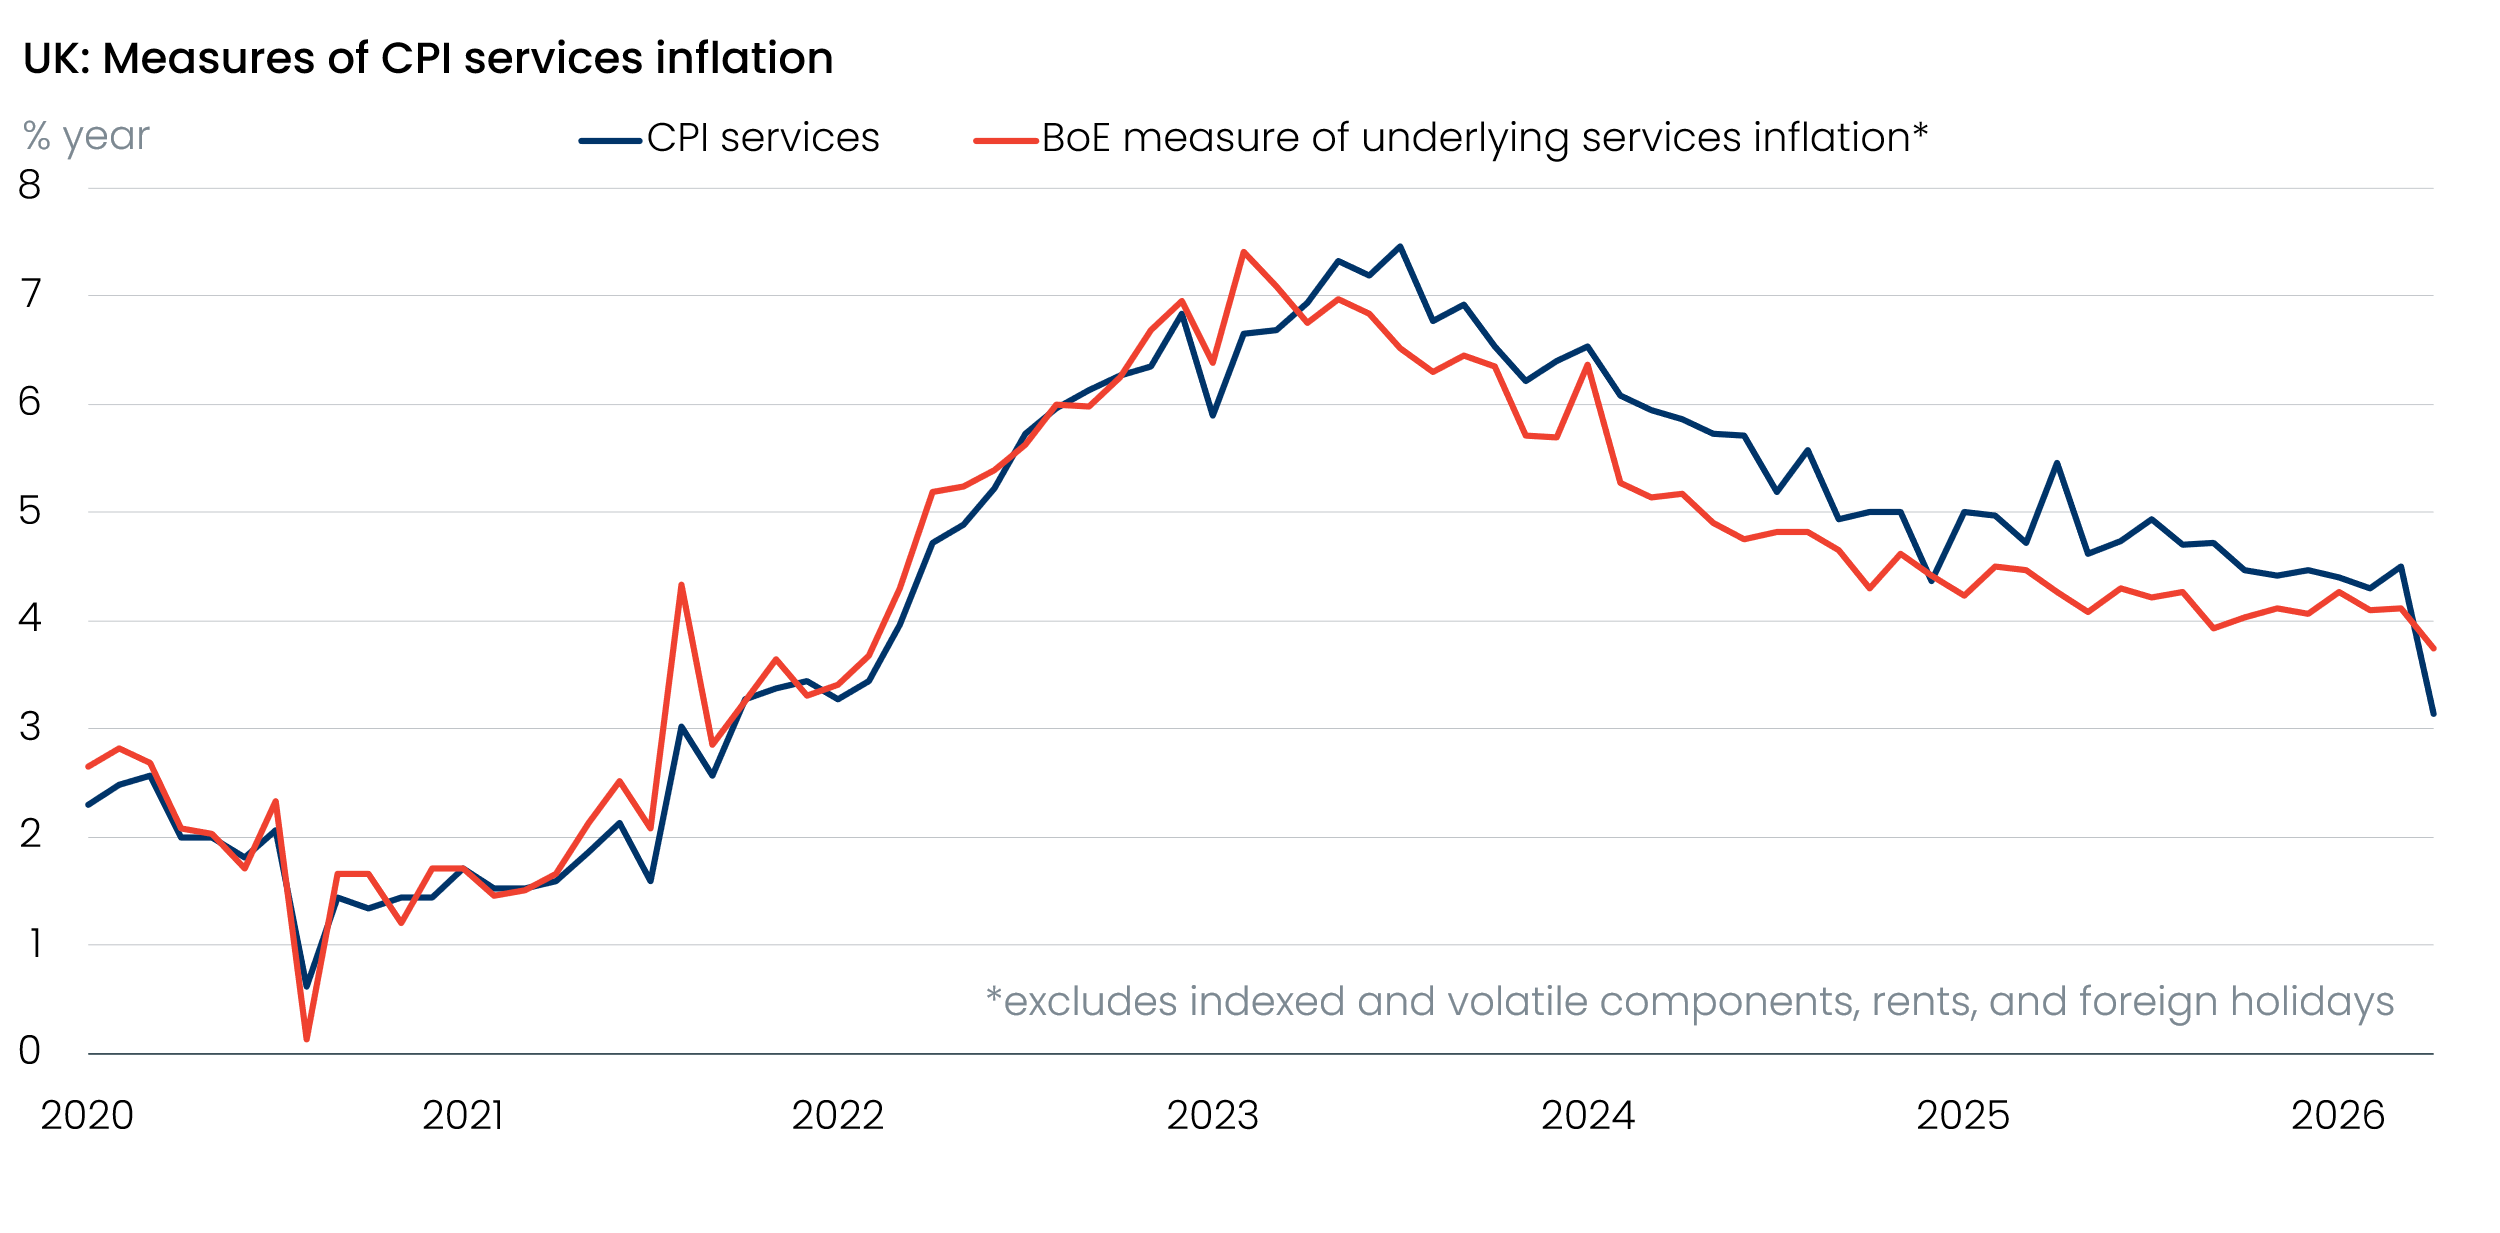 UK: Measures of CPI services inflation
% year
CPI services
BoE measure of underlying services inflation*
8
7
6
5
4
3
2
1
0
*excludes indexed and volatile components, rents, and foreign holidays
2020 2021 2022 2023 2024 2025 2026